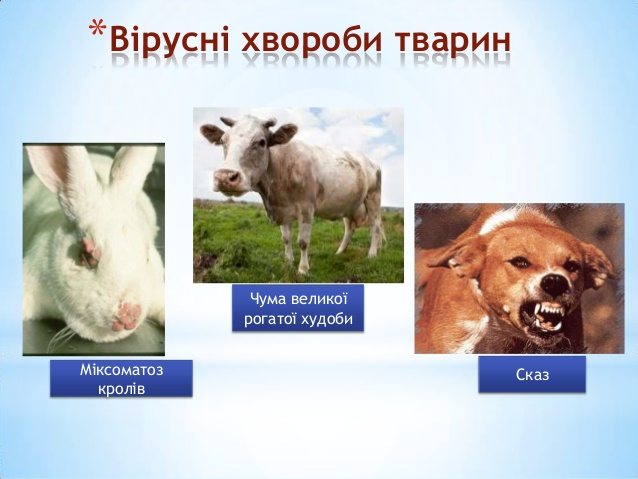 *Вірусні хвороби тварин
Чума великої
рогатої худоби
Міксоматоз
кролів
Сказ